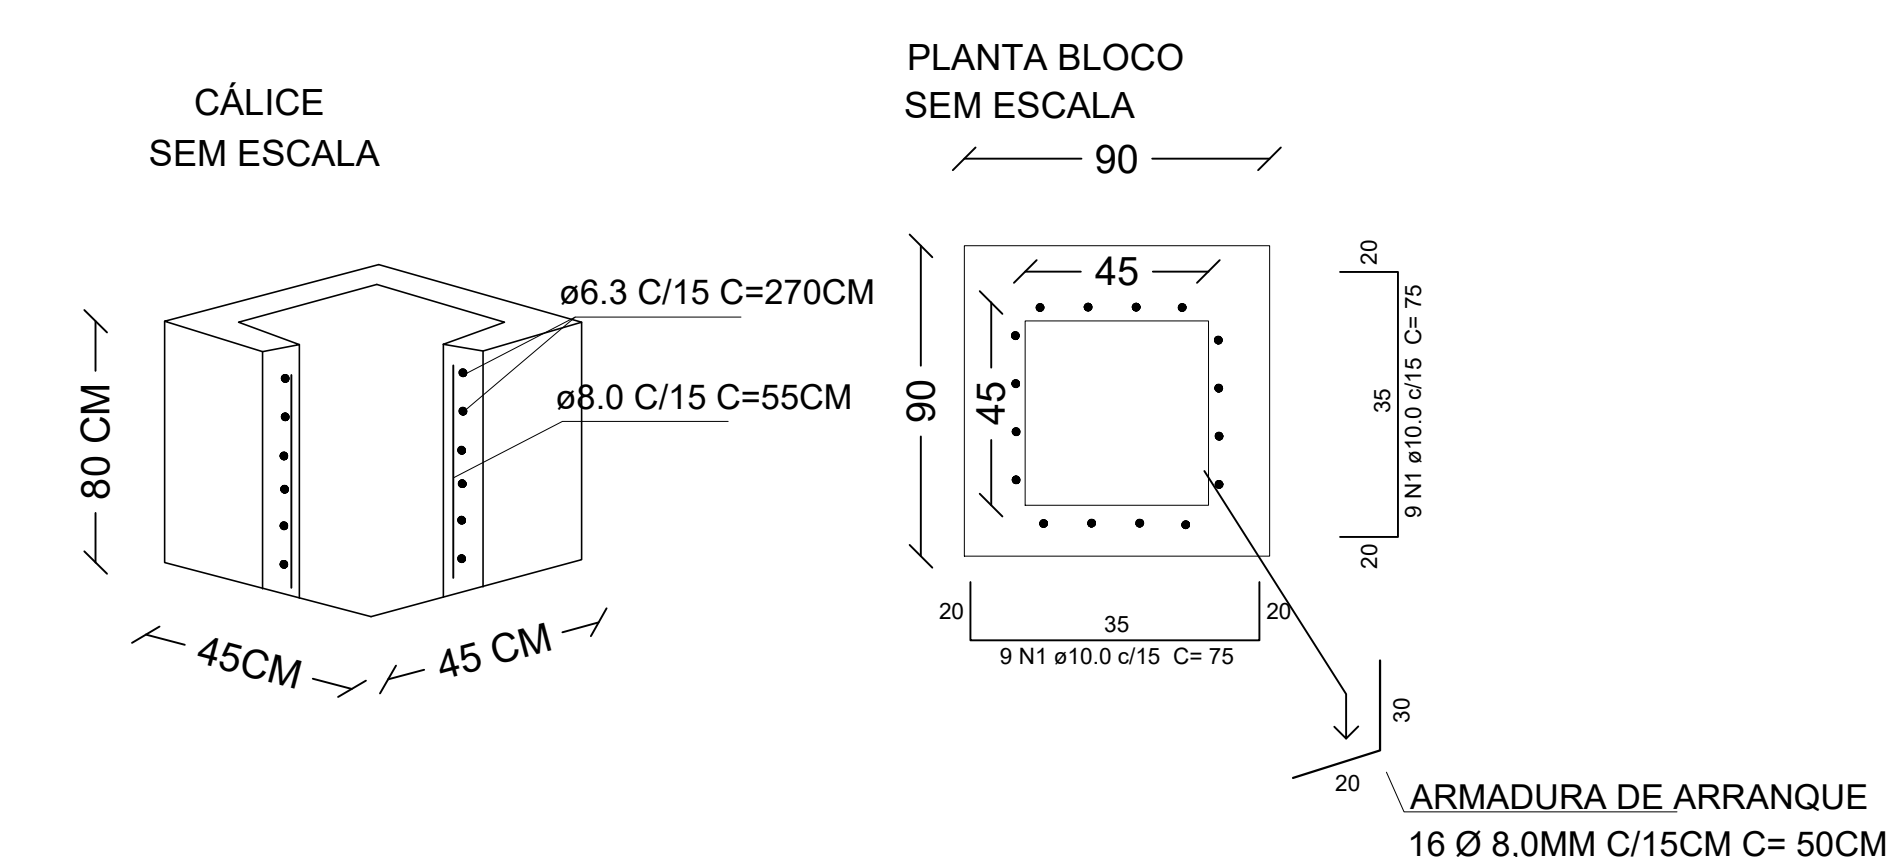 CÁLICE
SEM ESCALA
80 CM
45CM
45 CM
ø6.3 C/15 C=270CM
ø8.0 C/15 C=55CM
PLANTA BLOCO
SEM ESCALA
90
90
45
45
20
35
20
9 N1 ø10.0 c/15 C= 75
20
35
20
9 N1 ø10.0 c/15 C= 75
30
20
ARMADURA DE ARRANQUE
16 Ø 8,0MM C/15CM C= 50CM